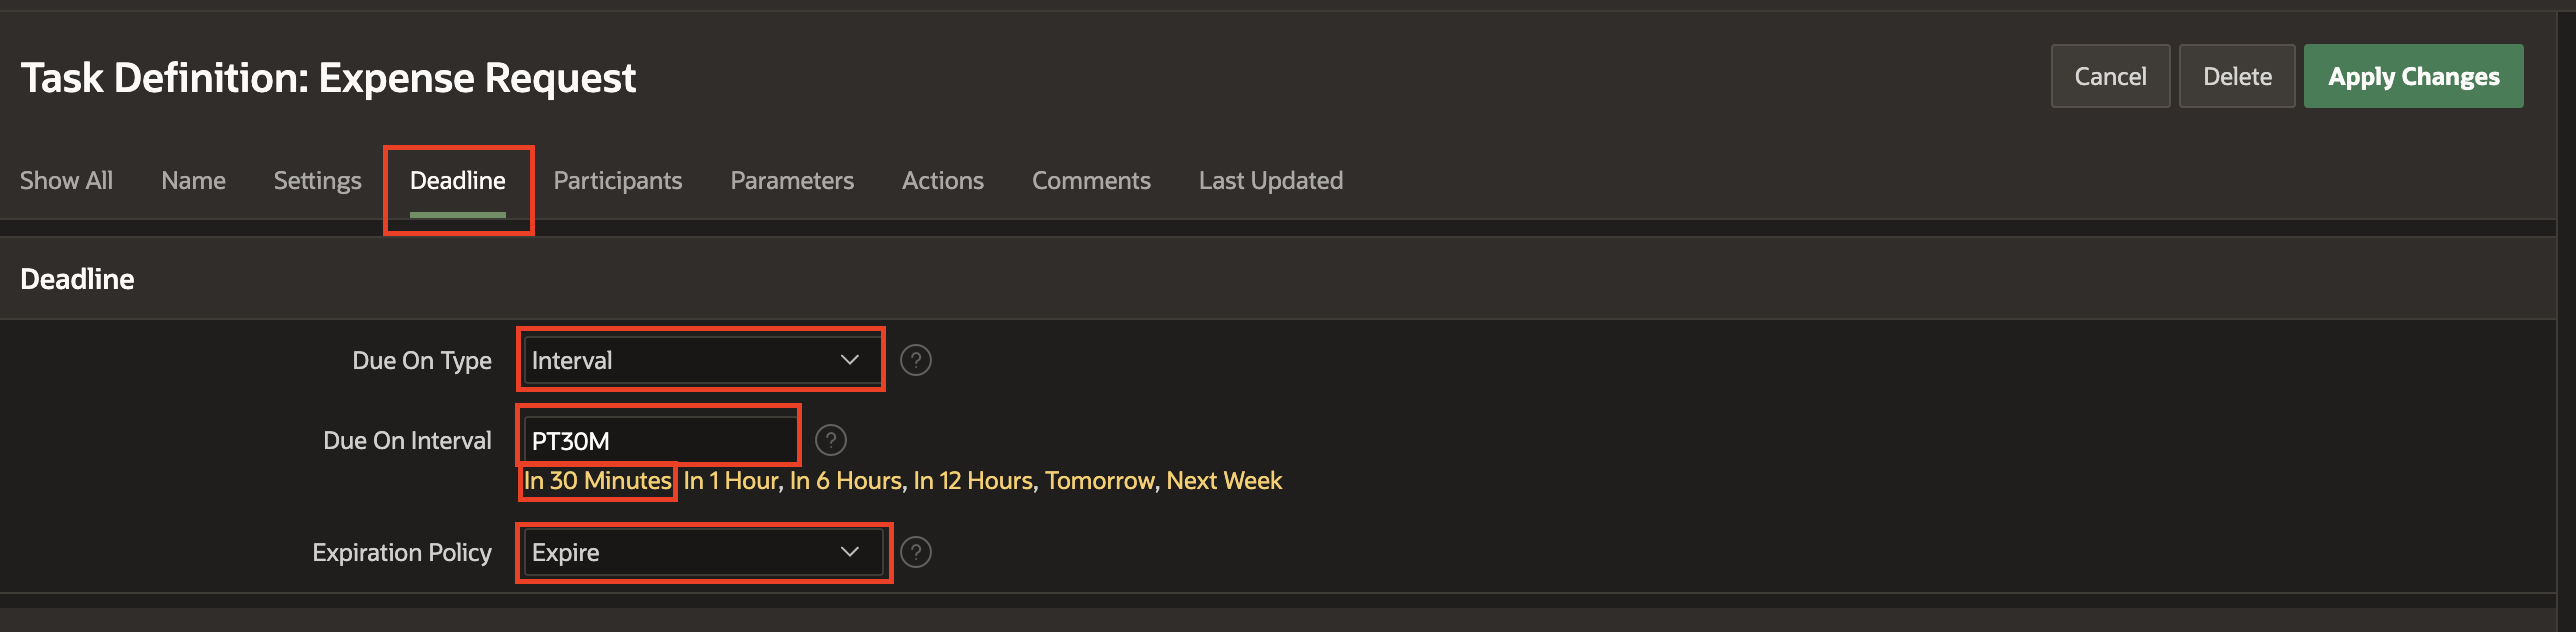 Task Definition: Expense Request
Cancel Delete Apply Changes
Show All Name Settings Deadline Participants Parameters Actions Comments Last Updated
Deadline
Due On Type Interval ?
Due On Interval PT30M ?
In 30 Minutes In 1 Hour, In 6 Hours, In 12 Hours, Tomorrow, Next Week
Expiration Policy Expire ?